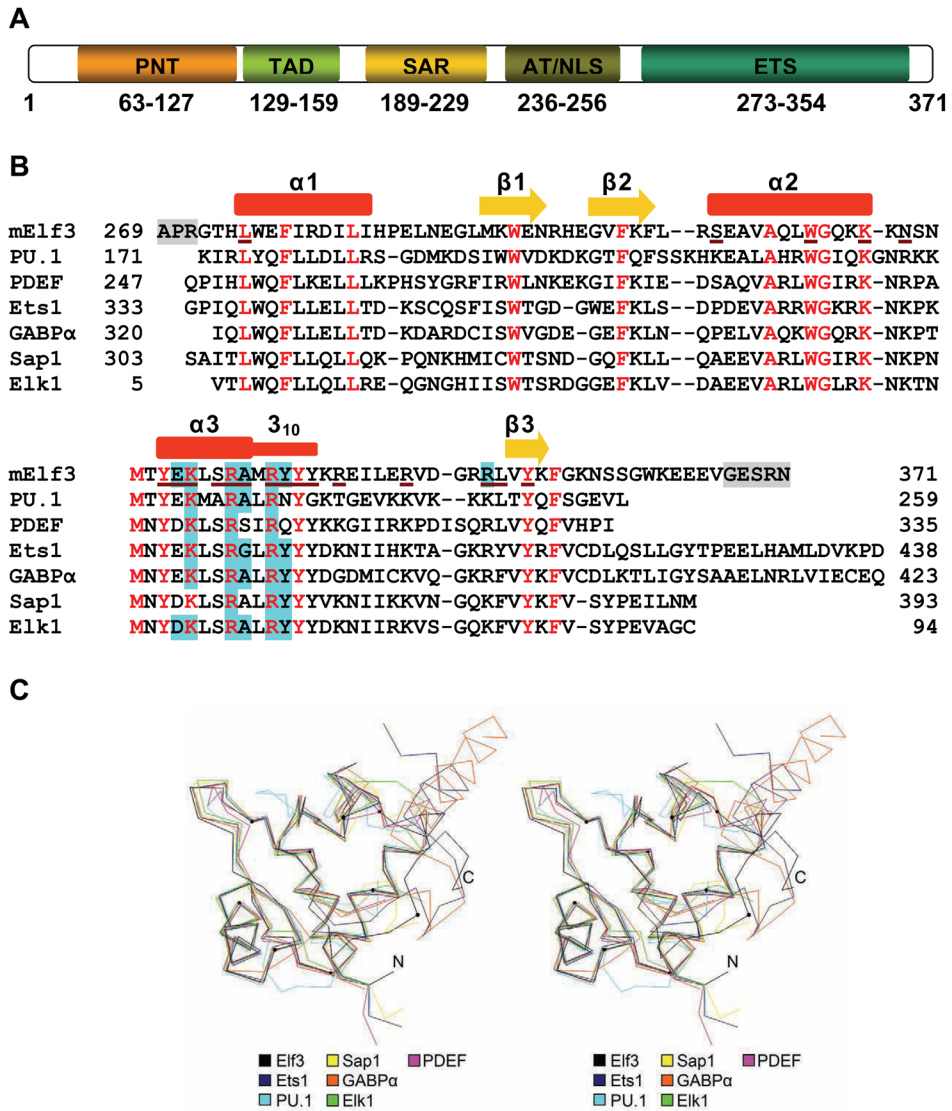 A
PNT TAD SAR AT/NLS ETS
1 63-127 129-159 189-229 236-256 273-354 371
B
α1 β1 β2 α2
mElf3 269 APRGTHLWEFIRDILIHPELNEGLMKWENRHEGVFKFL--RSEAVAQLWGQKKK-NSN
PU.1 171 KIRLYQFLLDLLRS-GDMKDSIWWVDKDKGTFQFSSKHKEALAHRWGIQKGNRKK
PDEF 247 QPIHLWQFLKELLLKPHSYGRFIRWLNKEKGIFKIE--DSAQVARLWGIRK-NRPA
Ets1 333 GPIQLWQFLLELLTD-KSCQSFISWTGD-GWEFKLS--DPDEVARRWGKRK-NKPK
GABPα 320 IQLWQFLLELLTD-KDARDCISWVGDE-GEFKLN--QPELVAQKWGQRK-NKPT
Sap1 303 SAITLWQFLLQLLQK-PQNKHMICWTSND-GQFKLL--QAEEVARLWGIRK-NKPN
Elk1 5 VTLWQFLLQLLRE-QGNGHIISWTSRDGGEFKLV--DAEEVARLWGLRK-NKTN
α3 3₁₀ β3
mElf3 MTYEKLSRAMRYYYKREILERVD-GRRLVYKFGKNSSGWKEEEVGESRN 371
PU.1 MTYEKMARALRNYGKTGEVKKVK--KKLTYQFSGEVL 259
PDEF MNYDKLSRSIRQYYKKGIIRKPDISQRLVYQFVHPI 335
Ets1 MNYEKLSRGLRYYYDKNIIHKTA-GKRYVYRFVCDLQSLLGYTPEELHAMLDVKPD 438
GABPα MNYEKLSRALRYYYDGDMICKVQ-GKRFVYKFVCDLKTLIGYSAAELNRLVIECEQ 423
Sap1 MNYDKLSRALRYYYVKNIIKKVN-GQKFVYKFV-SYPEILNM 393
Elk1 MNYDKLSRALRYYYDKNIIRKVS-GQKFVYKFV-SYPEVAGC 94
C
C C
N N
Elf3 Sap1 PDEF Elf3 Sap1 PDEF
Ets1 GABPα Ets1 GABPα
PU.1 Elk1 PU.1 Elk1